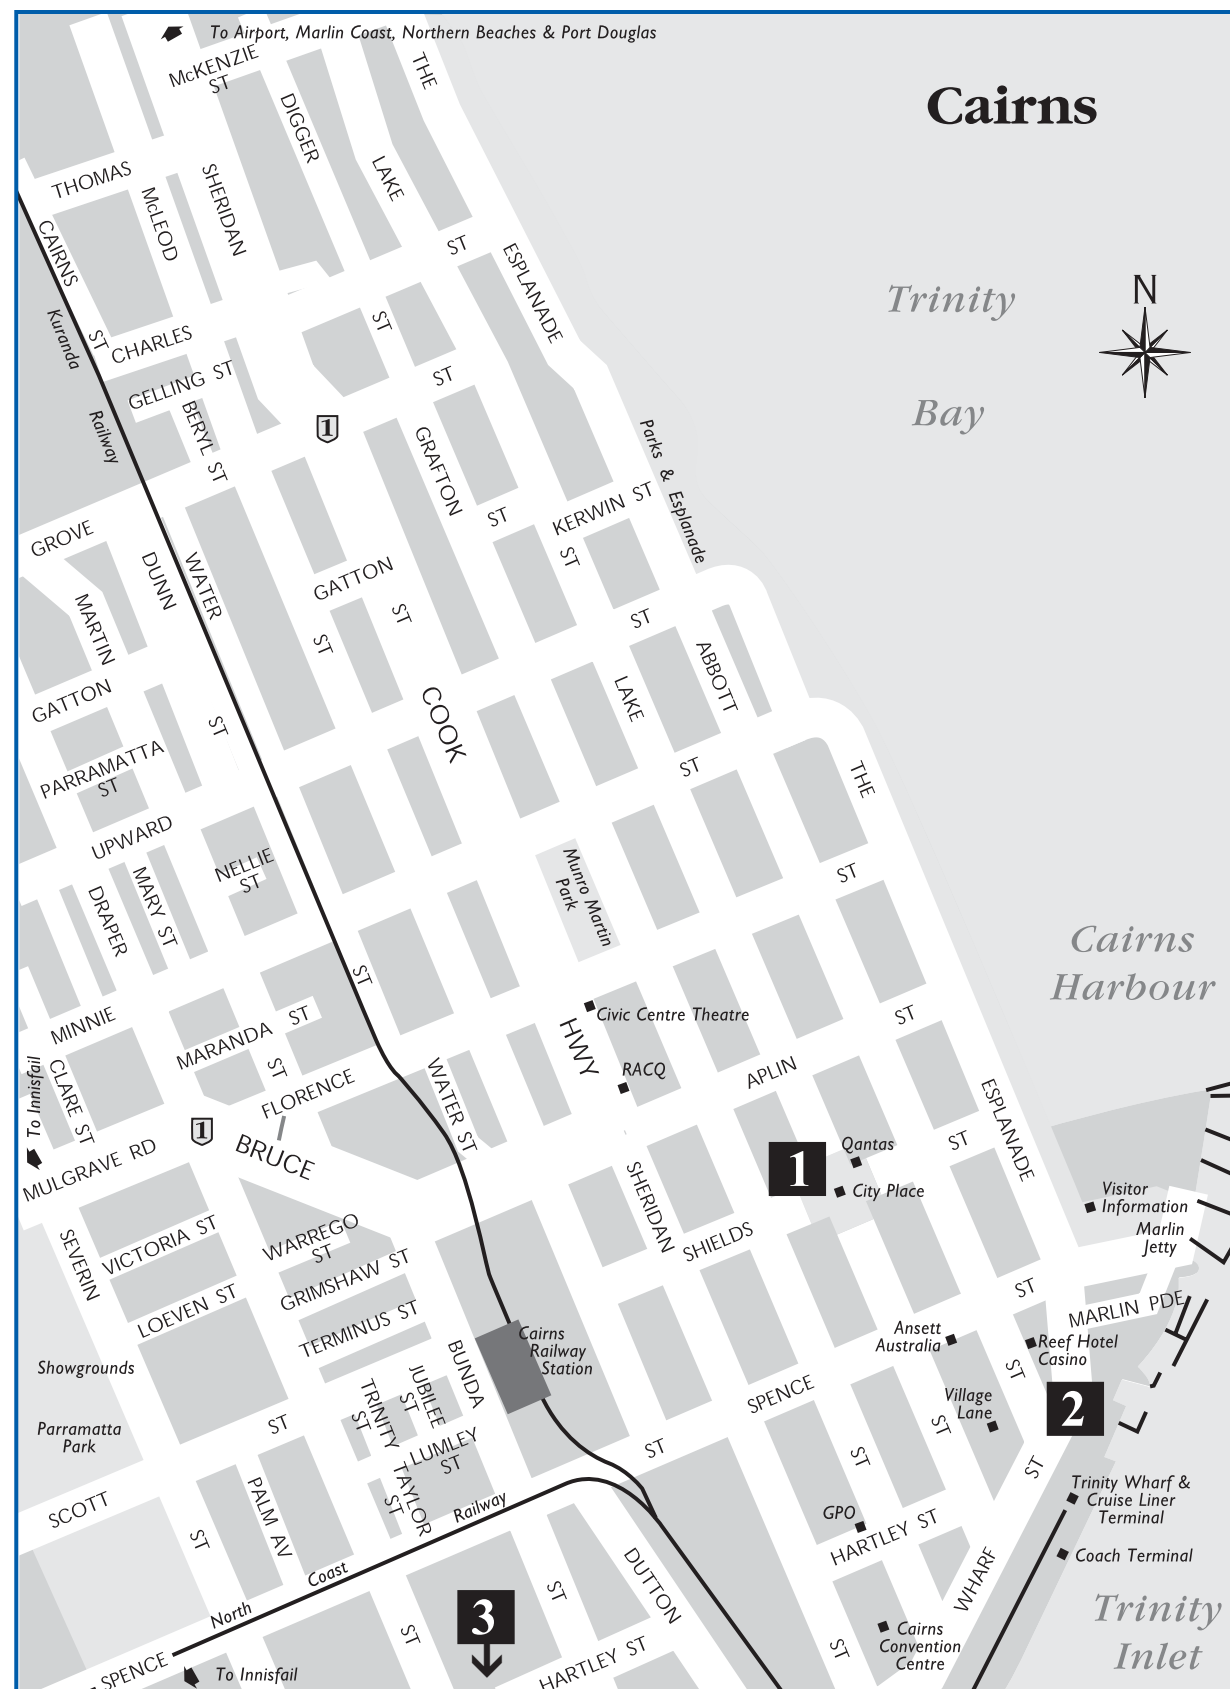 To Airport, Marlin Coast, Northern Beaches & Port Douglas
McKENZIE
ST
THE
Cairns
DIGGER
THOMAS
McLEOD
SHERIDAN
LAKE
CAIRNS
ST
ST
ESPLANADE
Trinity
N
Kuranda
ST
CHARLES
GELLING ST
ST
Bay
BERYL ST
Railway
1
GRAFTON
Parks & Esplanade
KERWIN ST
ST
ST
GROVE
DUNN
WATER
MARTIN
GATTON
ST
ST
ST
ABBOTT
LAKE
GATTON
COOK
ST
ST
THE
PARRAMATTA
ST
UPWARD
NELLIE
ST
MARY ST
DRAPER
Munro Martin
Park
ST
Cairns
Harbour
ST
MINNIE
MARANDA ST
Civic Centre Theatre
HWY
ST
ST
RACQ
APLIN
To Innisfail
CLARE ST
FLORENCE
WATER ST
ESPLANADE
1
BRUCE
MULGRAVE RD
1
Qantas
City Place
ST
SHERIDAN
SHIELDS
Visitor
Information
Marlin
Jetty
SEVERIN
VICTORIA ST
WARREGO
ST
GRIMSHAW ST
LOEVEN ST
TERMINUS ST
ST
MARLIN PDE
Cairns
Railway
Station
BUNDA
Ansett
Australia
Reef Hotel
Casino
Showgrounds
JUBILEE
ST
TRINITY
ST
SPENCE
ST
Village
Lane
2
Parramatta
Park
ST
LUMLEY
ST
ST
ST
ST
ST
TAYLOR
ST
SCOTT
PALM AV
ST
Railway
Coast
North
GPO
HARTLEY ST
Trinity Wharf &
Cruise Liner
Terminal
Coach Terminal
WHARF
DUTTON
ST
3
ST
Trinity
Inlet
Cairns
Convention
Centre
ST
HARTLEY ST
SPENCE
To Innisfail